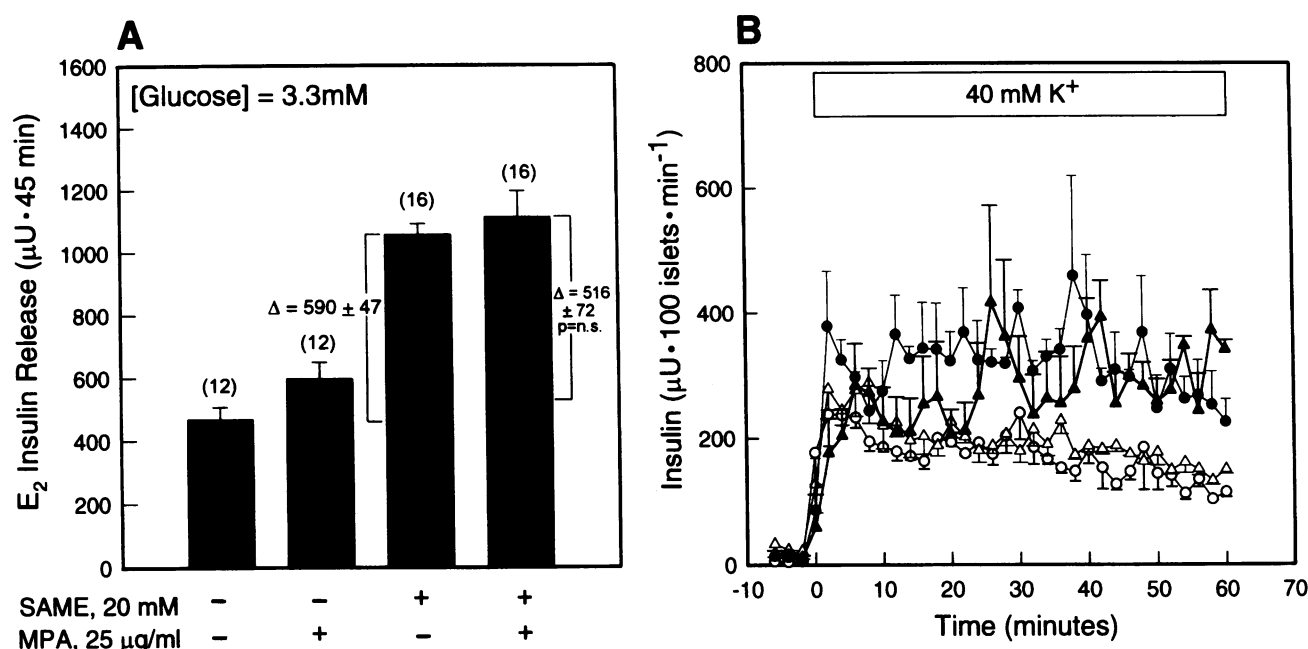 A
1600
1400
1200
1000
800
600
400
200
0
E2 Insulin Release (μU·45 min)
[Glucose] = 3.3mM
(12)
(12)
(16)
(16)
Δ = 590 ± 47
Δ = 516
± 72
p=n.s.
SAME, 20 mM − − + +
MPA, 25 μg/ml − + − +
B
800
600
400
200
0
Insulin (μU·100 islets·min⁻¹)
40 mM K⁺
-10 0 10 20 30 40 50 60 70
Time (minutes)